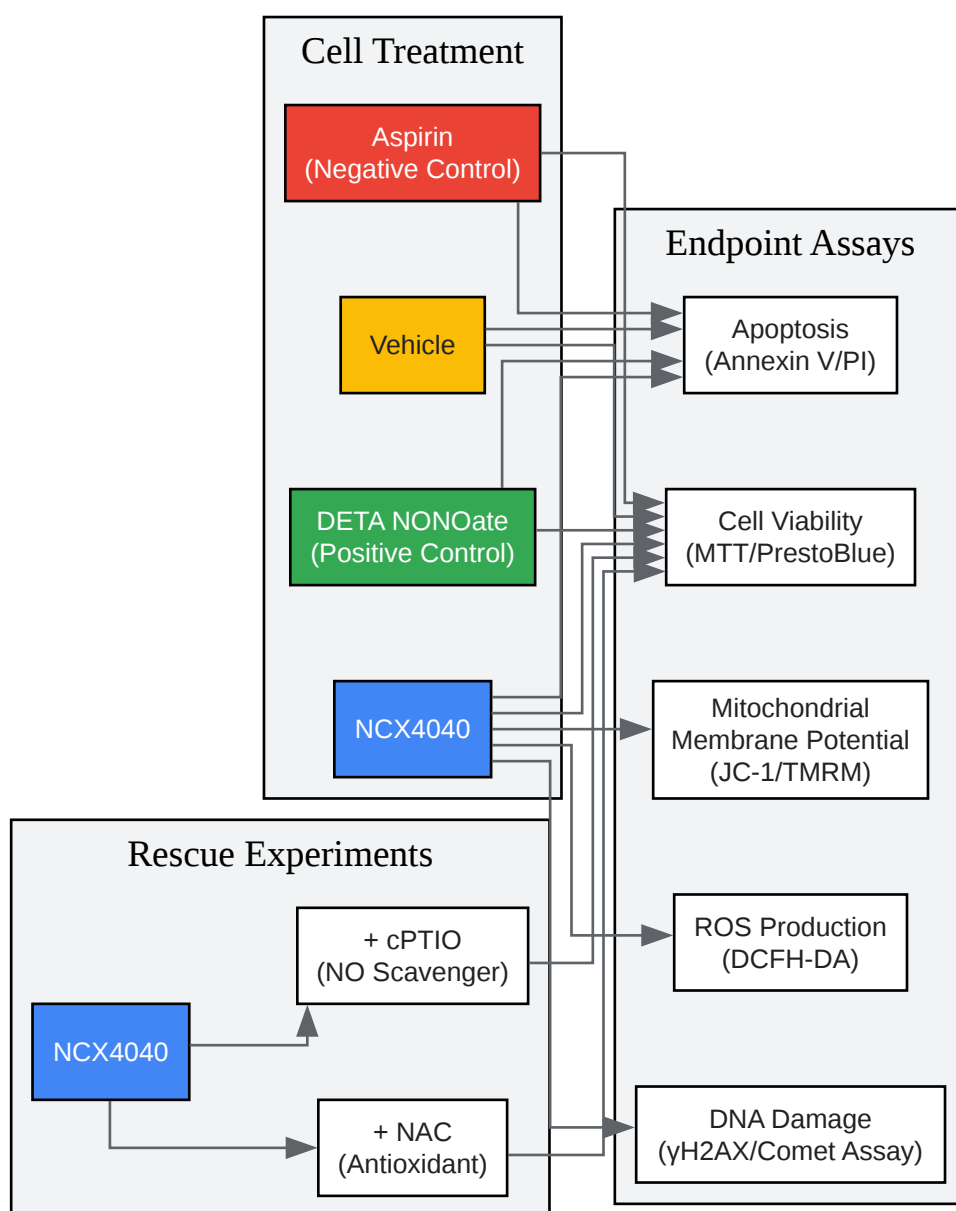 Cell Treatment
Aspirin
(Negative Control)
Vehicle
DETA NONOate
(Positive Control)
NCX4040
Endpoint Assays
Apoptosis
(Annexin V/PI)
Cell Viability
(MTT/PrestoBlue)
Mitochondrial
Membrane Potential
(JC-1/TMRM)
ROS Production
(DCFH-DA)
DNA Damage
(γH2AX/Comet Assay)
Rescue Experiments
NCX4040
+ cPTIO
(NO Scavenger)
+ NAC
(Antioxidant)